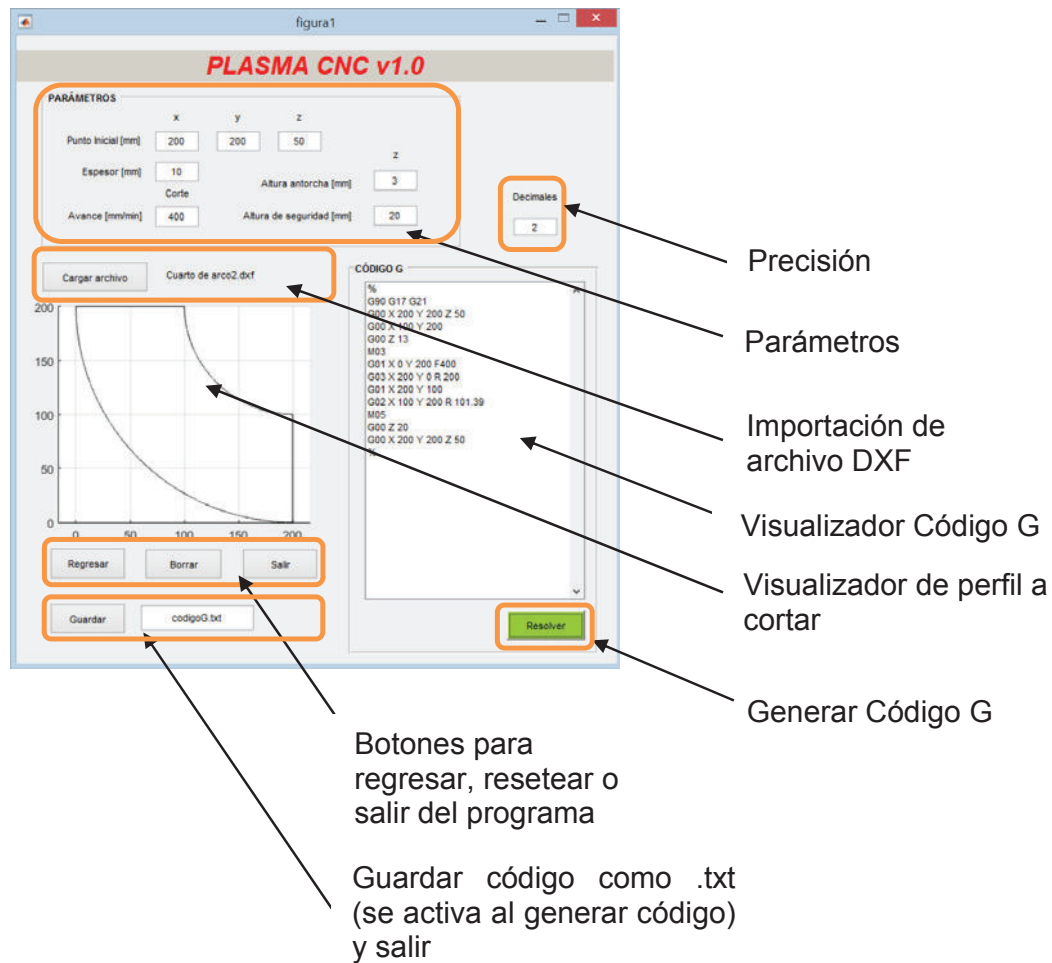 figura1
PLASMA CNC v1.0
PARÁMETROS
x y z
Punto Inicial [mm] 200 200 50
z
Espesor [mm] 10
Altura antorcha [mm] 3
Corte
Avance [mm/min] 400
Altura de seguridad [mm] 20
Decimales
2
Cargar archivo Cuarto de arco2.dxf
CÓDIGO G
%
G90 G17 G21
G00 X 200 Y 200 Z 50
G00 X 100 Y 200
G00 Z 13
M03
G01 X 0 Y 200 F400
G03 X 200 Y 0 R 200
G01 X 200 Y 100
G02 X 100 Y 200 R 101.39
M05
G00 Z 20
G00 X 200 Y 200 Z 50
%
200
150
100
50
0
0 50 100 150 200
Regresar Borrar Salir
Guardar codigoG.txt
Resolver
Precisión
Parámetros
Importación de
archivo DXF
Visualizador Código G
Visualizador de perfil a
cortar
Generar Código G
Botones para
regresar, resetear o
salir del programa
Guardar código como .txt
(se activa al generar código)
y salir